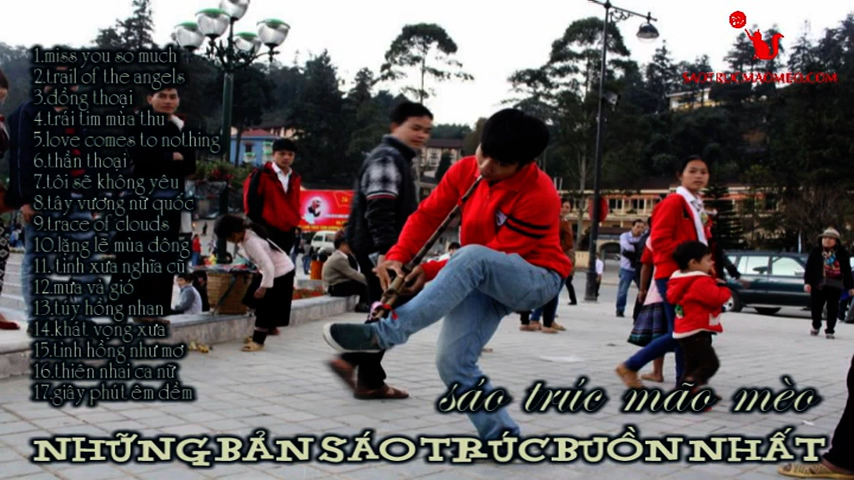 1.miss you so much
2.trail of the angels
3.đồng thoại
4.trái tim mùa thu
5.love comes to nothing
6.thần thoại
7.tôi sẽ không yêu
8.tây vương nữ quốc
9.trace of clouds
10.lặng lẽ mùa đông
11. tình xưa nghĩa cũ
12.mưa và gió
13.túy hồng nhan
14.khát vọng xưa
15.tình hồng như mơ
16.thiên nhai ca nữ
17.giây phút êm đềm
SAOTRUCMAOMEO.COM
sáo trúc mão mèo
NHỮNG BẢN SÁO TRÚC BUỒN NHẤT